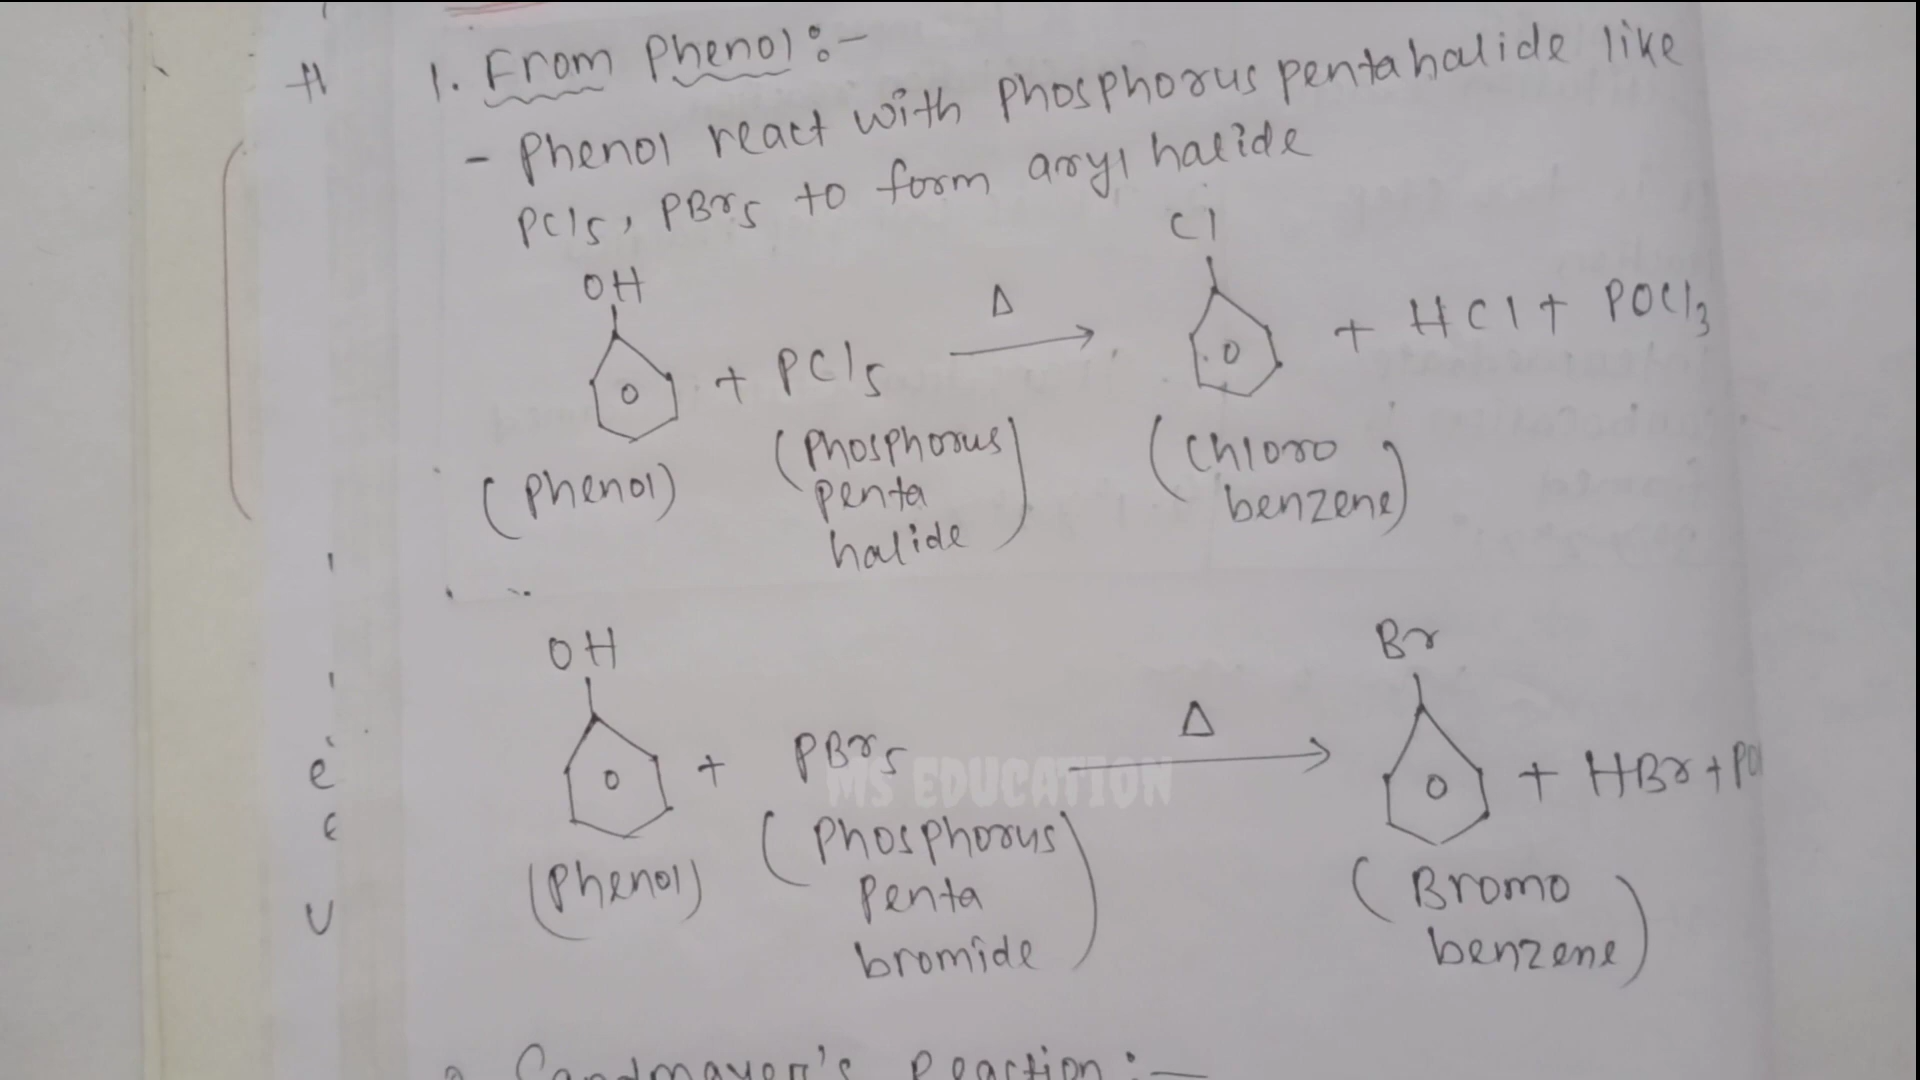 1. From Phenol :-
- Phenol react with Phosphorus pentahalide like
PCl5, PBr5 to form aryl halide
OH
Cl
+ PCl5
Δ
+ HCl + POCl3
(Phenol)
(Phosphorus
penta
halide)
(Chloro
benzene)
OH
Br
+ PBr5
Δ
+ HBr + PO
MS EDUCATION
(Phenol)
(Phosphorus
Penta
bromide)
(Bromo
benzene)
Reaction :-